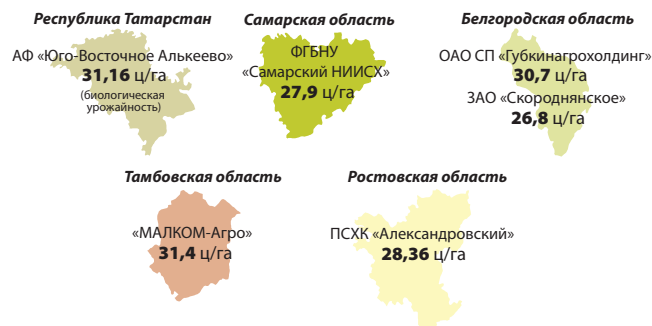 Республика Татарстан
АФ «Юго-Восточное Алькеево»
31,16 ц/га
(биологическая
урожайность)
Самарская область
ФГБНУ
«Самарский НИИСХ»
27,9 ц/га
Белгородская область
ОАО СП «Губкинагрохолдинг»
30,7 ц/га
ЗАО «Скороднянское»
26,8 ц/га
Тамбовская область
«МАЛКОМ-Агро»
31,4 ц/га
Ростовская область
ПСХК «Александровский»
28,36 ц/га